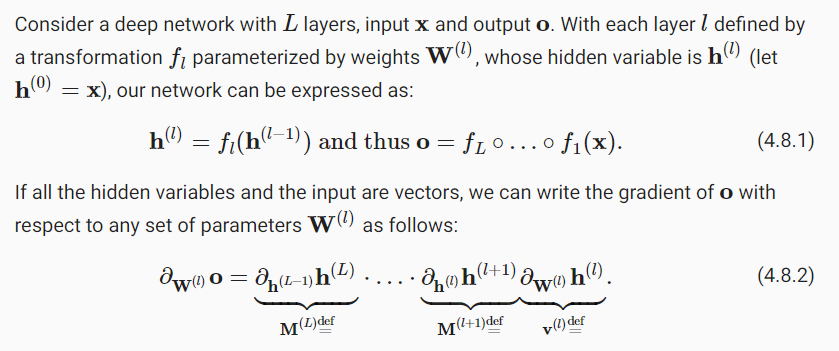 Consider a deep network with L layers, input x and output o. With each layer l defined by
a transformation f_l parameterized by weights W^(l), whose hidden variable is h^(l) (let
h^(0) = x), our network can be expressed as:
h^(l) = f_l(h^(l−1)) and thus o = f_L ∘ … ∘ f_1(x). (4.8.1)
If all the hidden variables and the input are vectors, we can write the gradient of o with
respect to any set of parameters W^(l) as follows:
∂_{W^(l)} o = ∂_{h^(L−1)} h^(L) · … · ∂_{h^(l)} h^(l+1) ∂_{W^(l)} h^(l). (4.8.2)
M^(L) def= M^(l+1) def= v^(l) def=